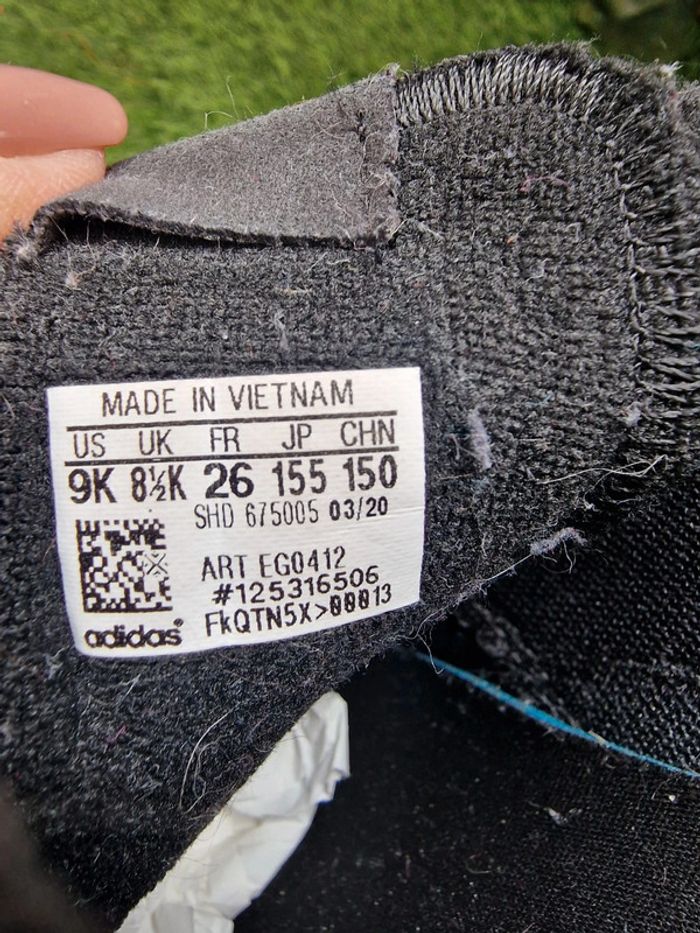 MADE IN VIETNAM
US UK FR JP CHN
9K 8½K 26 155 150
SHD 675005 03/20
ART EG0412
#125316506
adidas® FkQTN5X>00013